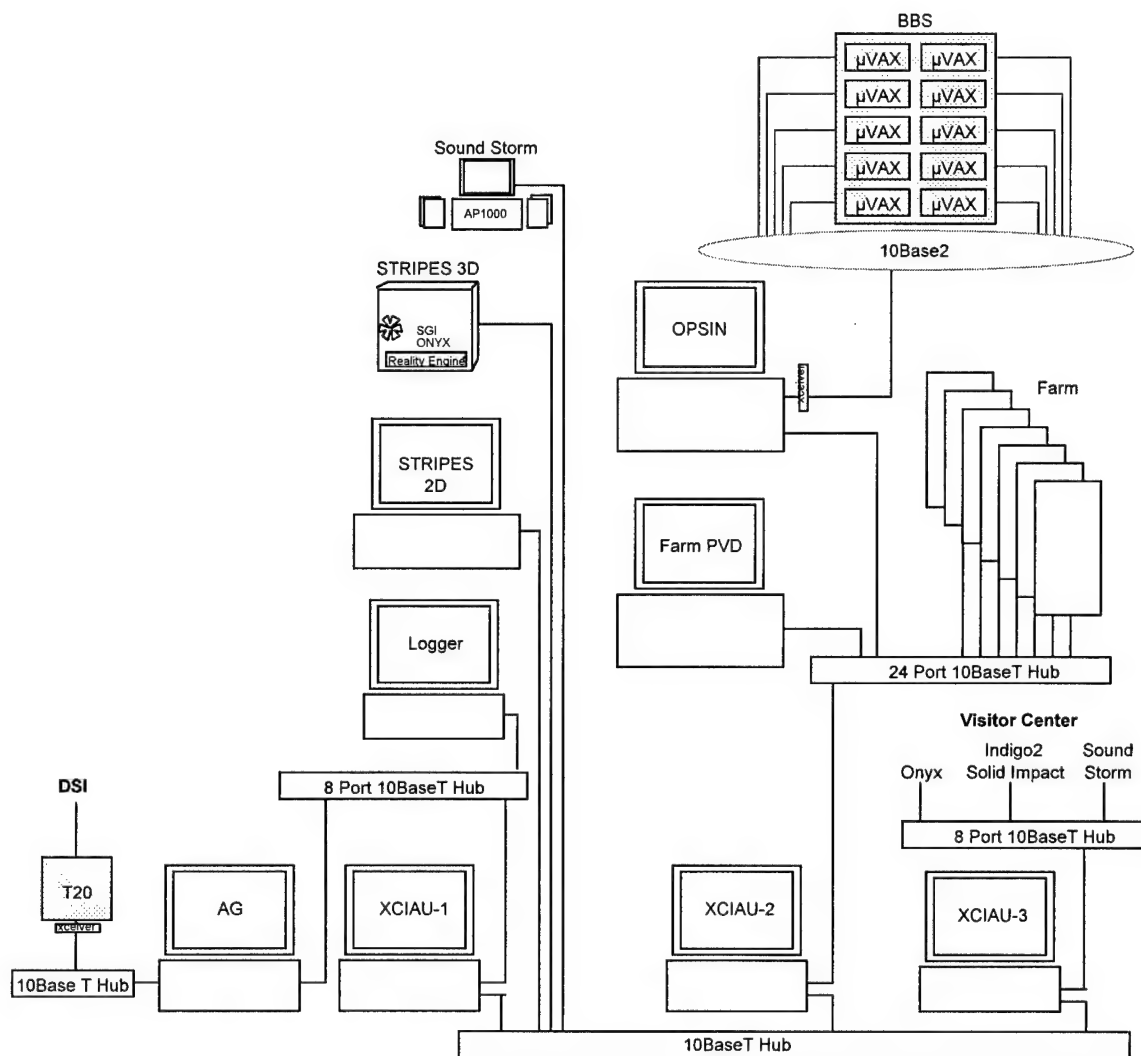 BBS
µVAX µVAX
µVAX µVAX
µVAX µVAX
µVAX µVAX
µVAX µVAX
10Base2
Sound Storm
AP1000
STRIPES 3D
SGI
ONYX
Reality Engine
OPSIN
xceiver
Farm
STRIPES
2D
Farm PVD
Logger
24 Port 10BaseT Hub
Visitor Center
Onyx
Indigo2
Solid Impact
Sound
Storm
8 Port 10BaseT Hub
8 Port 10BaseT Hub
DSI
T20
xceiver
AG
XCIAU-1
XCIAU-2
XCIAU-3
10Base T Hub
10BaseT Hub